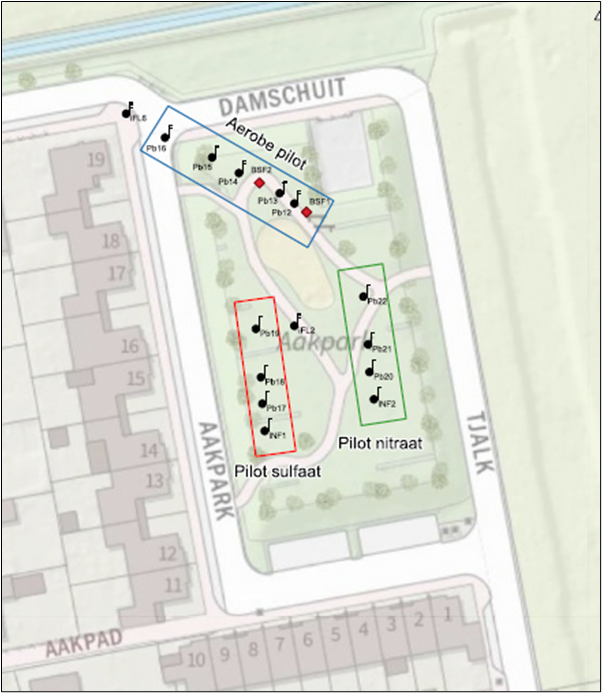 DAMSCHUIT
IFL6
Aerobe pilot
Pb16
Pb15
Pb14
BSF2
Pb13
Pb12
BSF1
19
18
17
16
15
14
13
12
11
Pb22
Pb19
IFL2
Aakpark
Pb21
Pb18
Pb20
Pb17
INF2
INF1
Pilot nitraat
Pilot sulfaat
AAKPARK
TJALK
AAKPAD
10
9
8
7
6
5
4
3
2
1